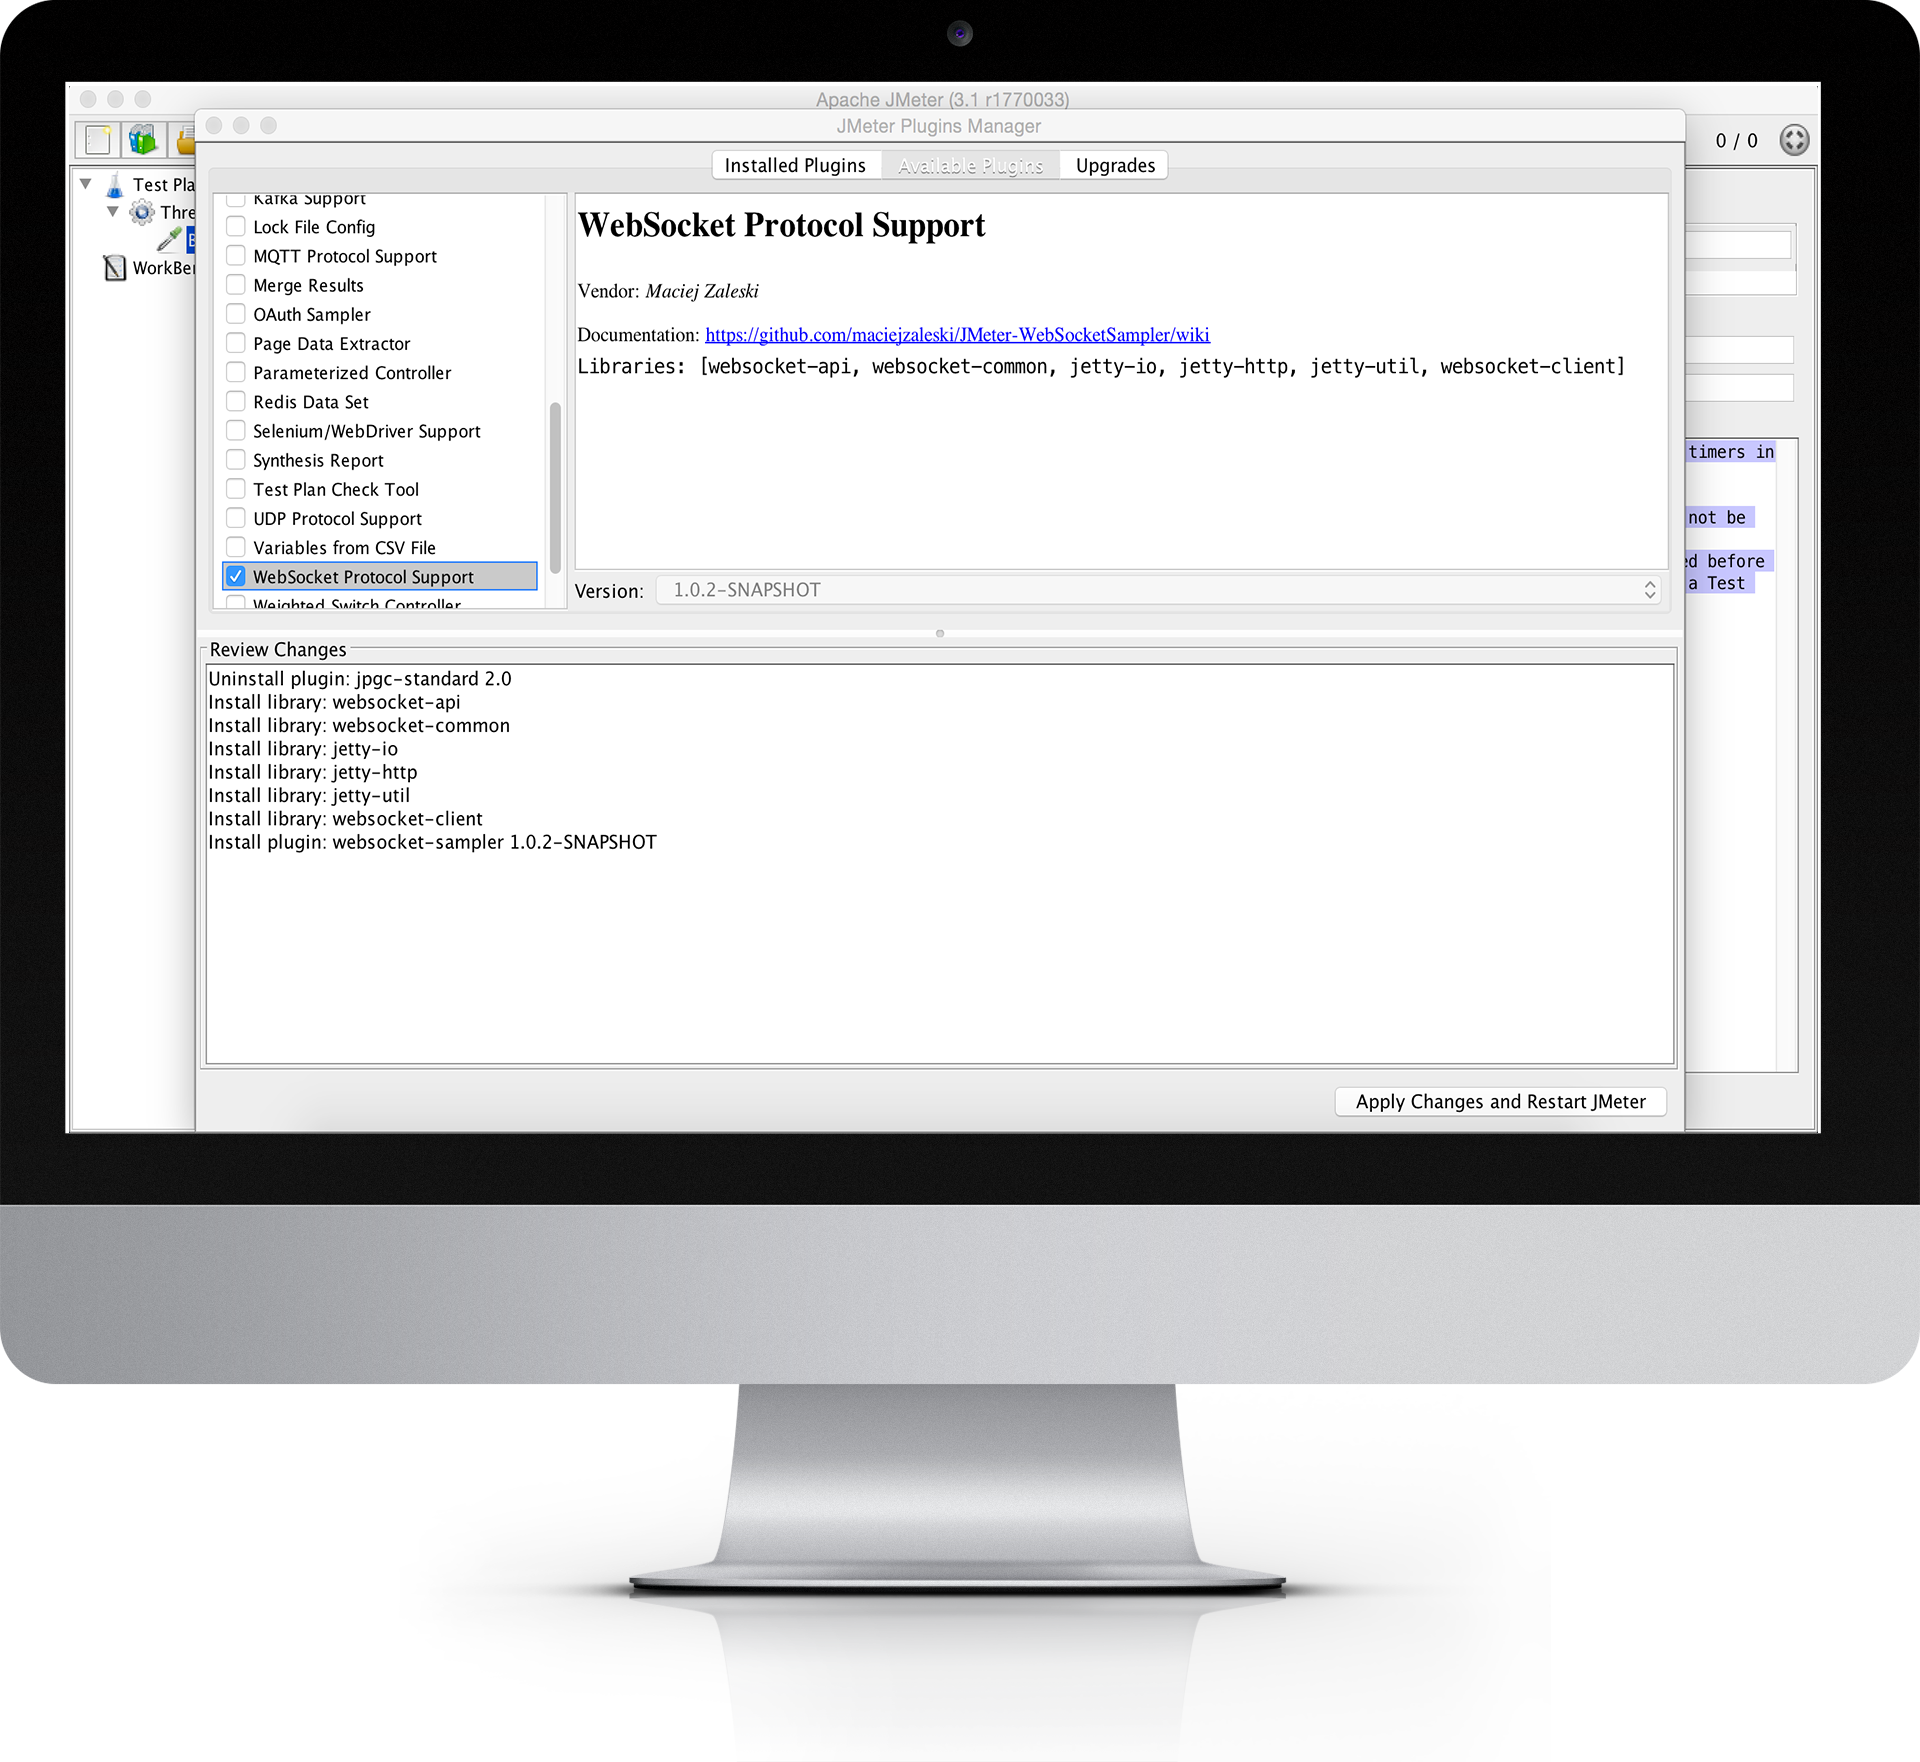 Apache JMeter (3.1 r1770033)
JMeter Plugins Manager
0 / 0
Installed Plugins
Available Plugins
Upgrades
Test Pla
Thre
WorkBe
Kafka Support
Lock File Config
MQTT Protocol Support
Merge Results
OAuth Sampler
Page Data Extractor
Parameterized Controller
Redis Data Set
Selenium/WebDriver Support
Synthesis Report
Test Plan Check Tool
UDP Protocol Support
Variables from CSV File
WebSocket Protocol Support
Weighted Switch Controller
WebSocket Protocol Support
Vendor: Maciej Zaleski
Documentation: https://github.com/maciejzaleski/JMeter-WebSocketSampler/wiki
Libraries: [websocket-api, websocket-common, jetty-io, jetty-http, jetty-util, websocket-client]
Version: 1.0.2-SNAPSHOT
timers in
not be
ed before
a Test
Review Changes
Uninstall plugin: jpgc-standard 2.0
Install library: websocket-api
Install library: websocket-common
Install library: jetty-io
Install library: jetty-http
Install library: jetty-util
Install library: websocket-client
Install plugin: websocket-sampler 1.0.2-SNAPSHOT
Apply Changes and Restart JMeter